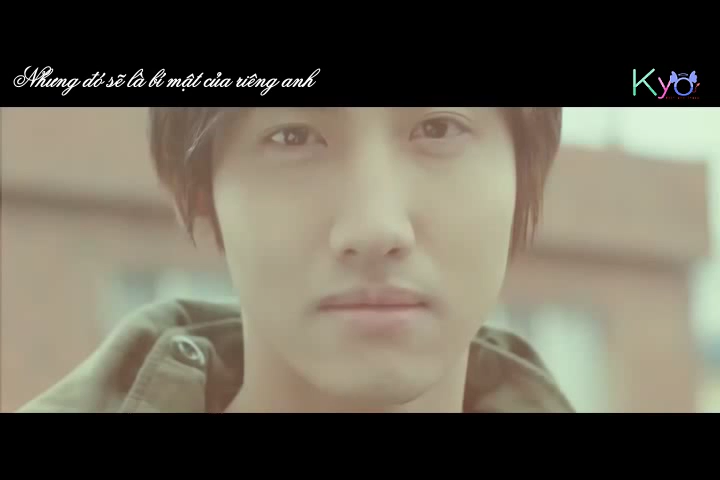 Nhưng đó sẽ là bí mật của riêng anh
Kyo